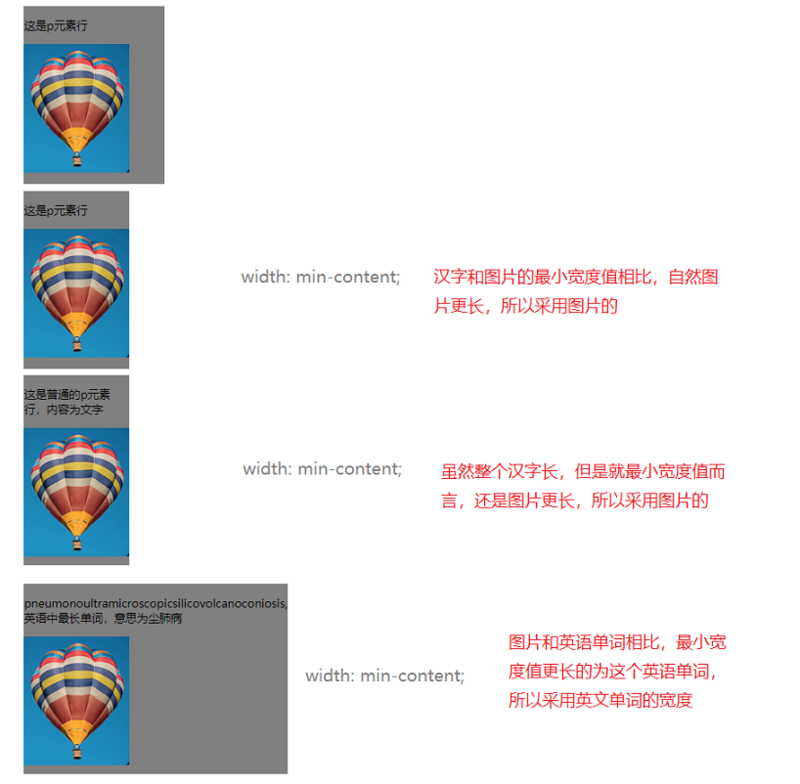 这是p元素行
这是p元素行
width: min-content;
汉字和图片的最小宽度值相比，自然图
片更长，所以采用图片的
这是普通的p元素
行，内容为文字
width: min-content;
虽然整个汉字长，但是就最小宽度值而
言，还是图片更长，所以采用图片的
pneumonoultramicroscopicsilicovolcanoconiosis,
英语中最长单词，意思为尘肺病
width: min-content;
图片和英语单词相比，最小宽
度值更长的为这个英语单词，
所以采用英文单词的宽度